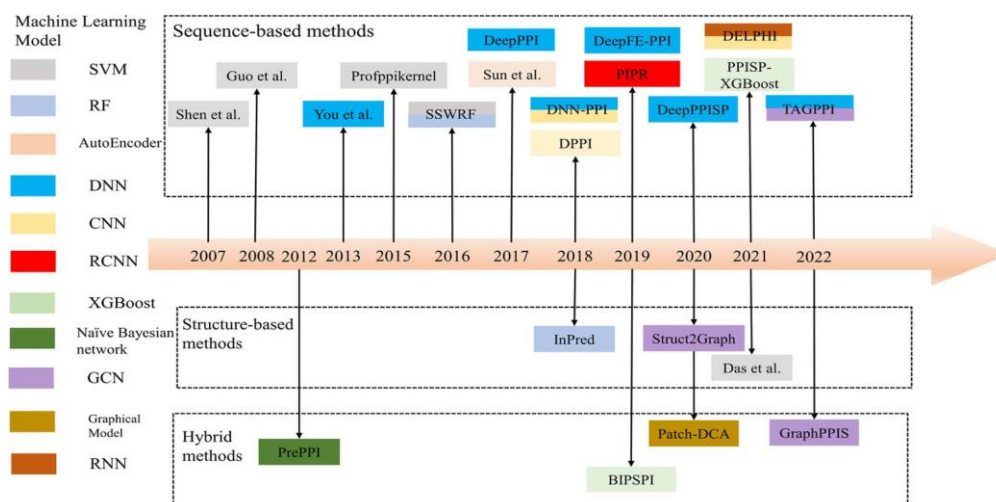 Machine Learning
Model
SVM
RF
AutoEncoder
DNN
CNN
RCNN
XGBoost
Naïve Bayesian
network
GCN
Graphical
Model
RNN
Sequence-based methods
DeepPPI
DeepFE-PPI
DELPHI
Guo et al.
Profppikernel
Sun et al.
PIPR
PPISP-
XGBoost
Shen et al.
You et al.
SSWRF
DNN-PPI
DeepPPISP
TAGPPI
DPPI
2007
2008
2012
2013
2015
2016
2017
2018
2019
2020
2021
2022
Structure-based
methods
InPred
Struct2Graph
Das et al.
Hybrid
methods
PrePPI
Patch-DCA
GraphPPIS
BIPSPI